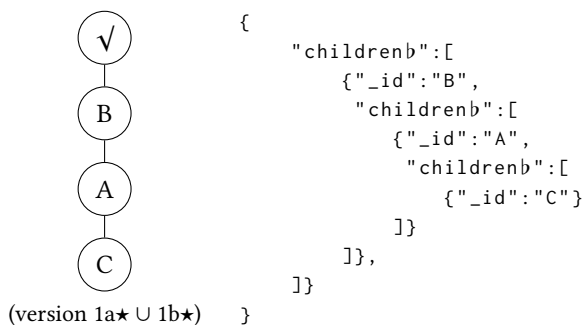 √
B
A
C
(version 1a★ ∪ 1b★)
{
"children♭":[
{"_id":"B",
"children♭":[
{"_id":"A",
"children♭":[
{"_id":"C"}
]}
]},
]}
}